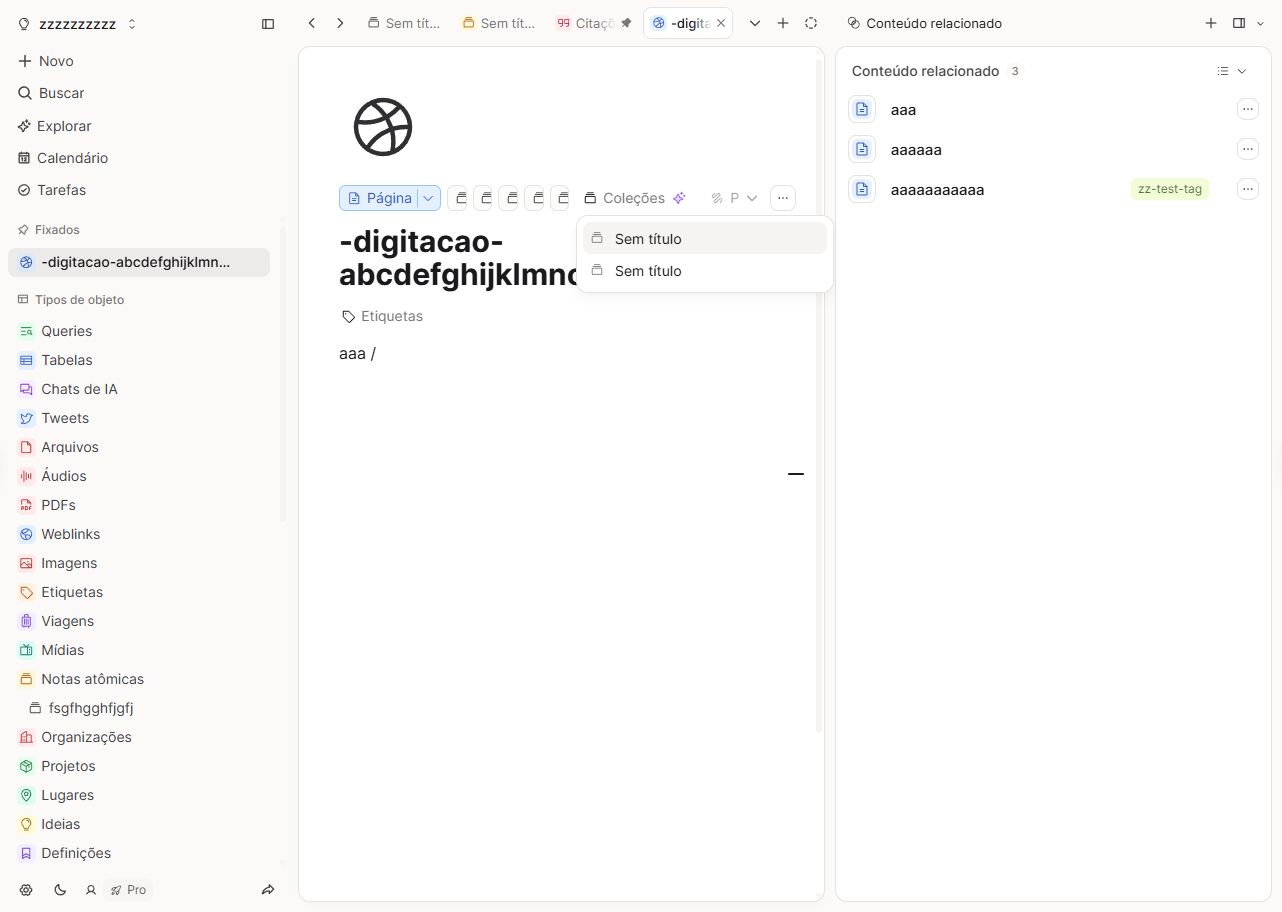 zzzzzzzzzz
Novo
Buscar
Explorar
Calendário
Tarefas
Fixados
-digitacao-abcdefghijklmn...
Tipos de objeto
Queries
Tabelas
Chats de IA
Tweets
Arquivos
Áudios
PDFs
Weblinks
Imagens
Etiquetas
Viagens
Mídias
Notas atômicas
fsgfhgghfjgfj
Organizações
Projetos
Lugares
Ideias
Definições
Pro
Sem tít... Sem tít... Citaçõ -digita
Página Coleções P
-digitacao-
abcdefghijklmno
Sem título
Sem título
Etiquetas
aaa /
Conteúdo relacionado
Conteúdo relacionado 3
aaa
aaaaaa
aaaaaaaaaaa zz-test-tag